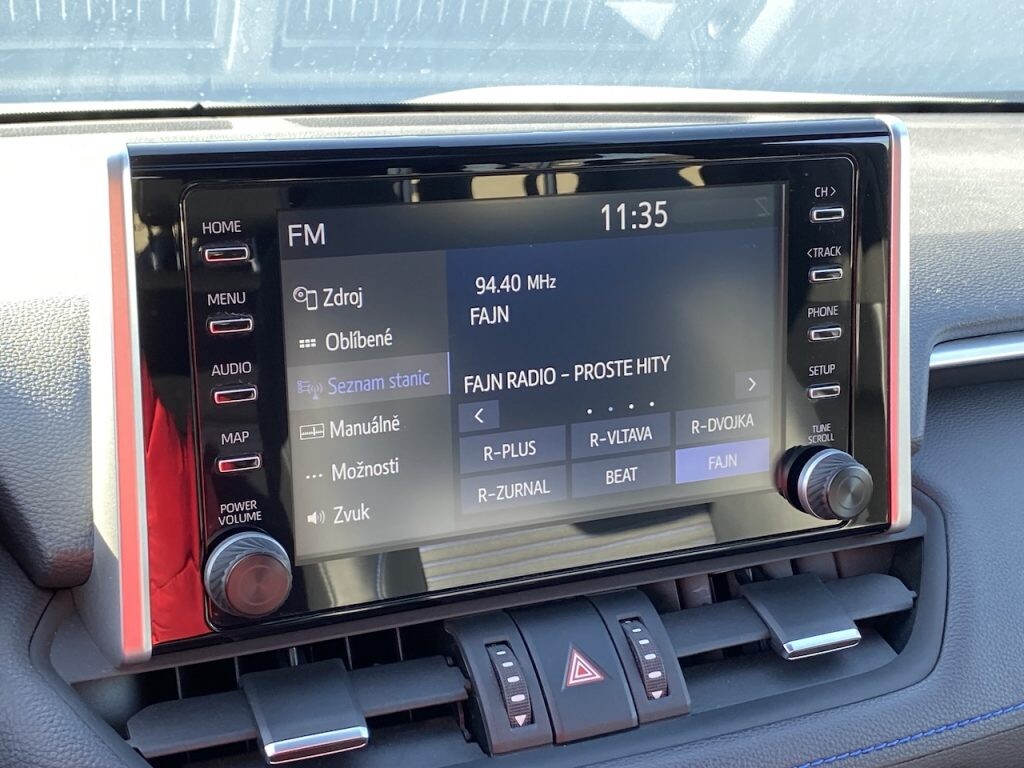 HOME
MENU
AUDIO
MAP
POWER
VOLUME
FM
11:35
Zdroj
Oblíbené
Seznam stanic
Manuálně
Možnosti
Zvuk
94.40 MHz
FAJN
FAJN RADIO - PROSTE HITY
< >
R-PLUS R-VLTAVA R-DVOJKA
R-ZURNAL BEAT FAJN
CH >
< TRACK
PHONE
SETUP
TUNE
SCROLL